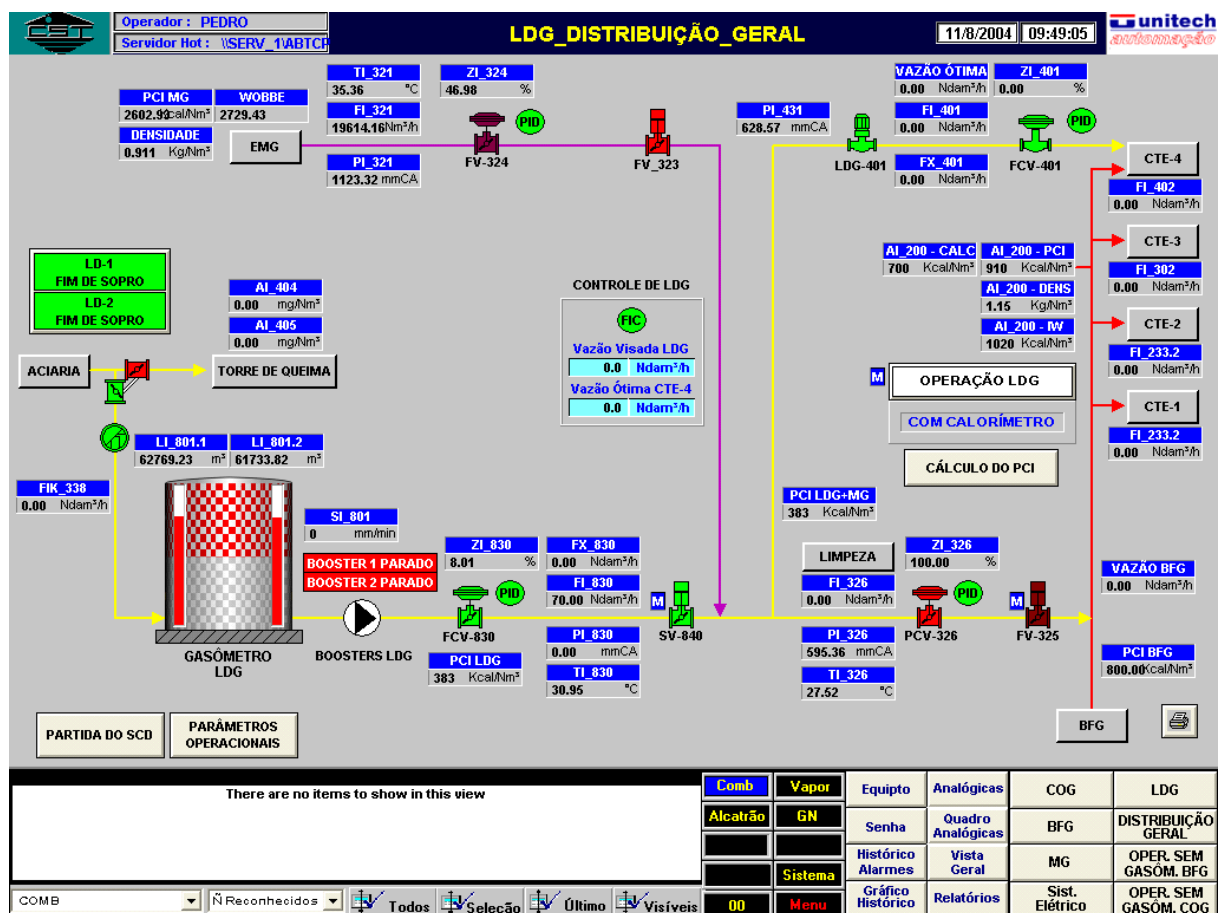 CST
Operador : PEDRO
Servidor Hot : \\SERV_1\ABTCP
LDG_DISTRIBUIÇÃO_GERAL
11/8/2004
09:49:05
unitech
automação
TI_321
35.36 °C
ZI_324
46.98 %
VAZÃO ÓTIMA
0.00 Ndam³/h
ZI_401
0.00 %
PCI MG
2602.99cal/Nm³
WOBBE
2729.43
FI_321
19614.16Nm³/h
PID
PI_431
628.57 mmCA
FI_401
0.00 Ndam³/h
PID
DENSIDADE
0.911 Kg/Nm³
EMG
PI_321
1123.32 mmCA
FV-324
FV_323
LDG-401
FX_401
0.00 Ndam³/h
FCV-401
CTE-4
FI_402
0.00 Ndam³/h
LD-1
FIM DE SOPRO
LD-2
FIM DE SOPRO
AI_404
0.00 mg/Nm³
AI_405
0.00 mg/Nm³
CONTROLE DE LDG
FIC
Vazão Visada LDG
0.0 Ndam³/h
Vazão Ótima CTE-4
0.0 Ndam³/h
AI_200 - CALC
700 Kcal/Nm³
AI_200 - PCI
910 Kcal/Nm³
AI_200 - DENS
1.15 Kg/Nm³
AI_200 - IW
1020 Kcal/Nm³
CTE-3
FI_302
0.00 Ndam³/h
CTE-2
FI_233.2
0.00 Ndam³/h
ACIARIA
TORRE DE QUEIMA
M
OPERAÇÃO LDG
COM CALORÍMETRO
CÁLCULO DO PCI
CTE-1
FI_233.2
0.00 Ndam³/h
LI_801.1
62769.23 m³
LI_801.2
61733.82 m³
FIK_338
0.00 Ndam³/h
SI_801
0 mm/min
BOOSTER 1 PARADO
BOOSTER 2 PARADO
ZI_830
8.01 %
FX_830
0.00 Ndam³/h
FI_830
70.00 Ndam³/h
PID
M
PCI LDG+MG
383 Kcal/Nm³
LIMPEZA
ZI_326
100.00 %
FI_326
0.00 Ndam³/h
PID
M
VAZÃO BFG
0.00 Ndam³/h
GASÔMETRO
LDG
BOOSTERS LDG
FCV-830
PCI LDG
383 Kcal/Nm³
PI_830
0.00 mmCA
TI_830
30.95 °C
SV-840
PI_326
595.36 mmCA
TI_326
27.52 °C
PCV-326
FV-325
PCI BFG
800.00Kcal/Nm³
BFG
PARTIDA DO SCD
PARÂMETROS
OPERACIONAIS
There are no items to show in this view
Comb
Vapor
Equipto
Analógicas
COG
LDG
Alcatrão
GN
Senha
Quadro
Analógicas
BFG
DISTRIBUIÇÃO
GERAL
Histórico
Alarmes
Vista
Geral
MG
OPER. SEM
GASÔM. BFG
Sistema
COMB
Ñ Reconhecidos
Todos
Seleção
Último
Visíveis
00
Menu
Gráfico
Histórico
Relatórios
Sist.
Elétrico
OPER. SEM
GASÔM. COG